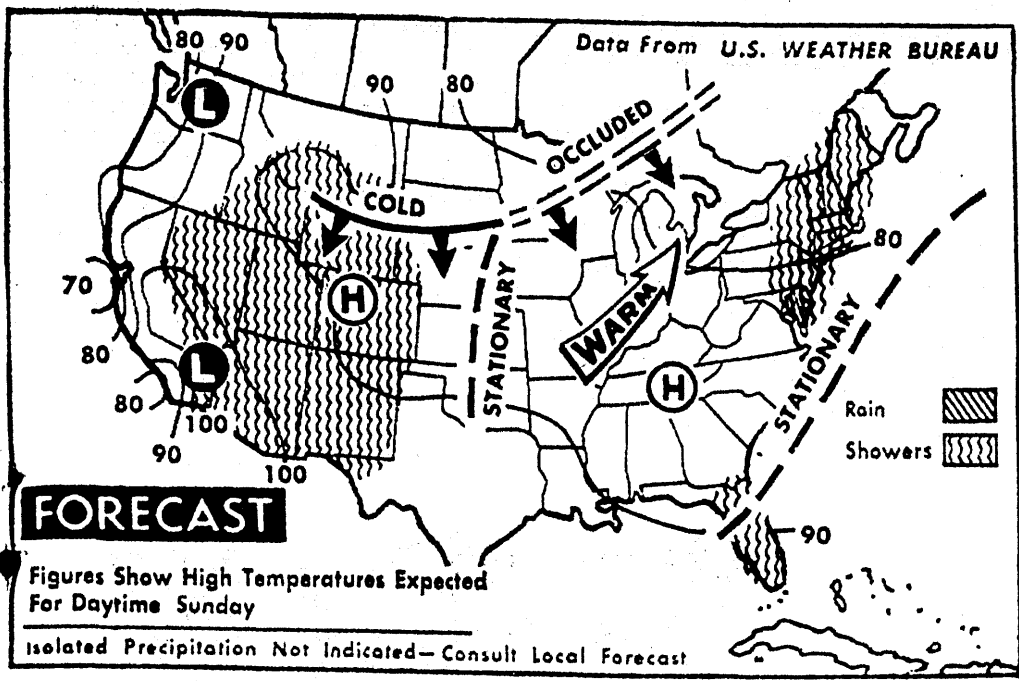 80 90
Data From U.S. WEATHER BUREAU
L
90
80
OCCLUDED
COLD
80
70
H
STATIONARY
WARM
80
L
H
STATIONARY
80
100
90
100
Rain
Showers
FORECAST
90
Figures Show High Temperatures Expected
For Daytime Sunday
Isolated Precipitation Not Indicated—Consult Local Forecast